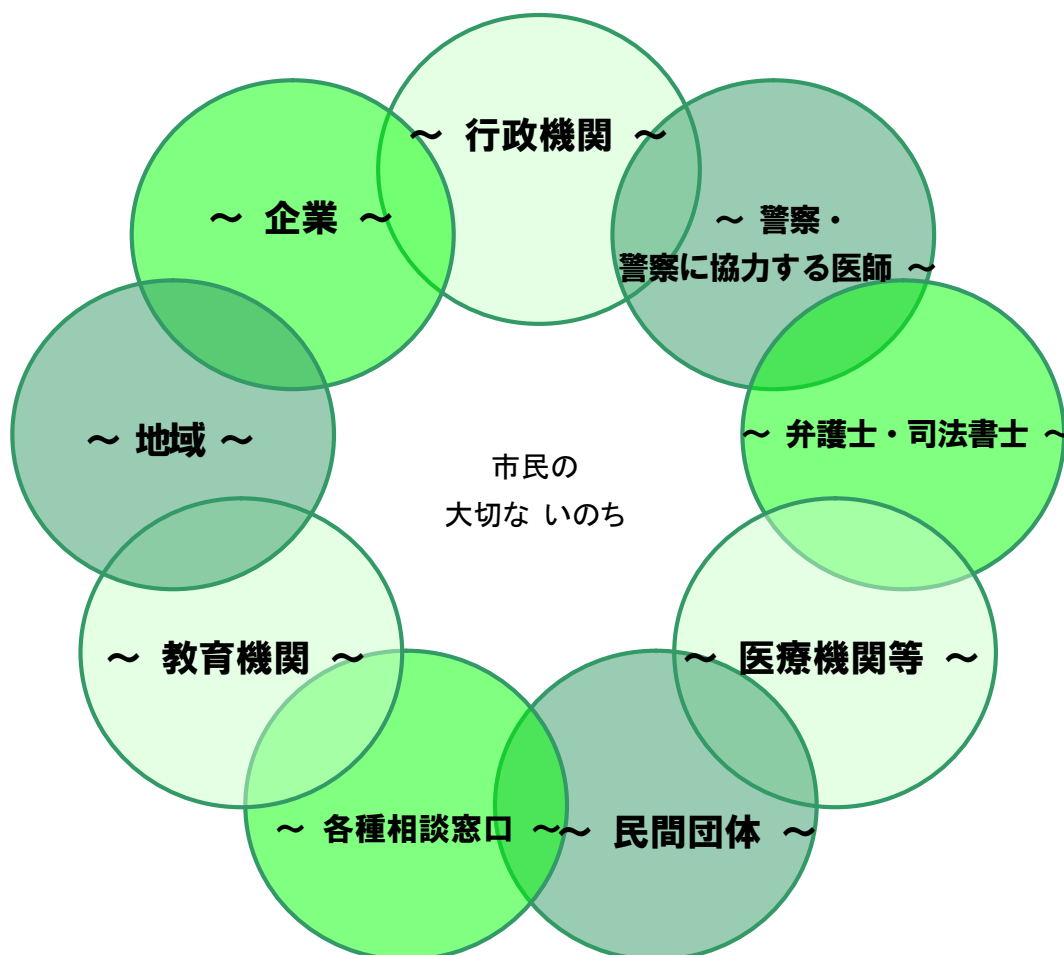 ～ 行政機関 ～
～ 警察・
警察に協力する医師 ～
～ 弁護士・司法書士 ～
～ 医療機関等 ～
～ 民間団体 ～
～ 各種相談窓口 ～
～ 教育機関 ～
～ 地域 ～
～ 企業 ～
市民の
大切な いのち